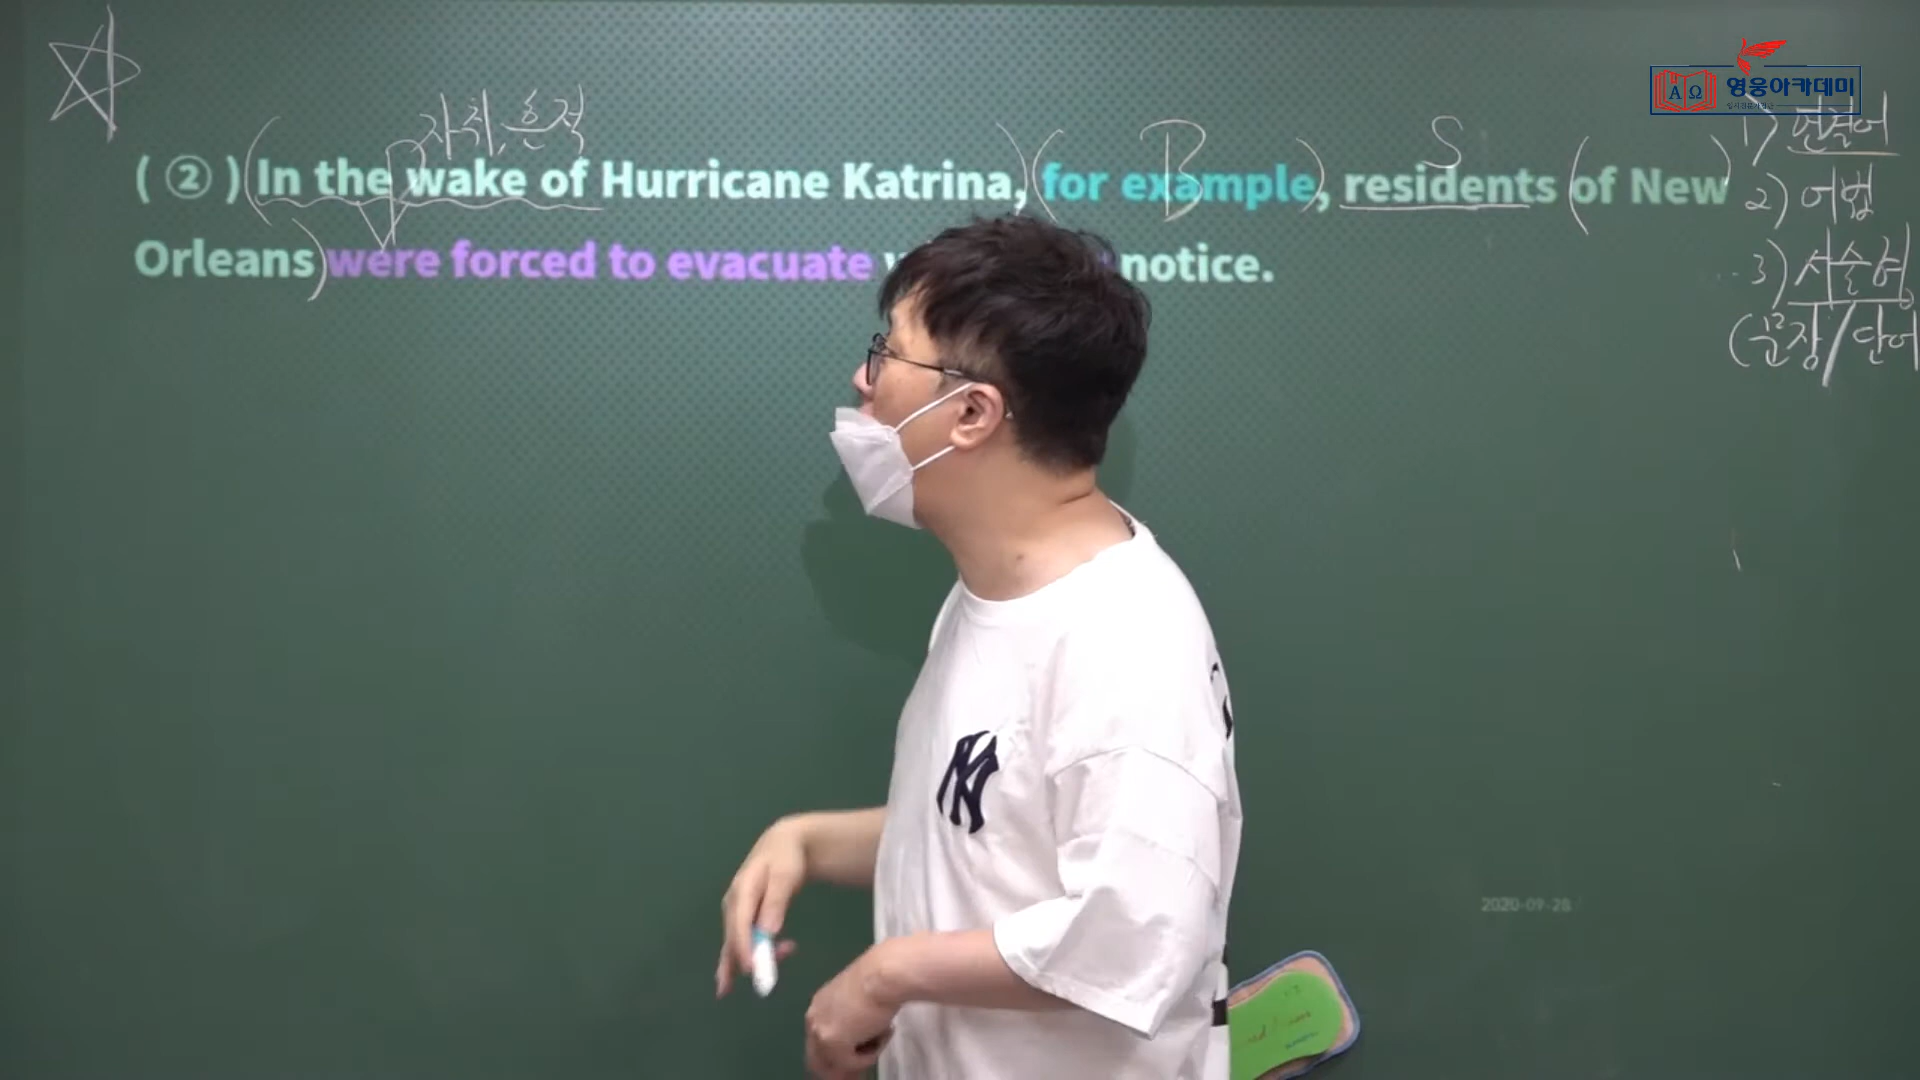 영웅아카데미
자취, 흔적
B
S
( ② ) In the wake of Hurricane Katrina, for example, residents of New
Orleans were forced to evacuate notice.
1) 연결어
2) 어법
3) 서술형
(문장/단어
2020-09-28